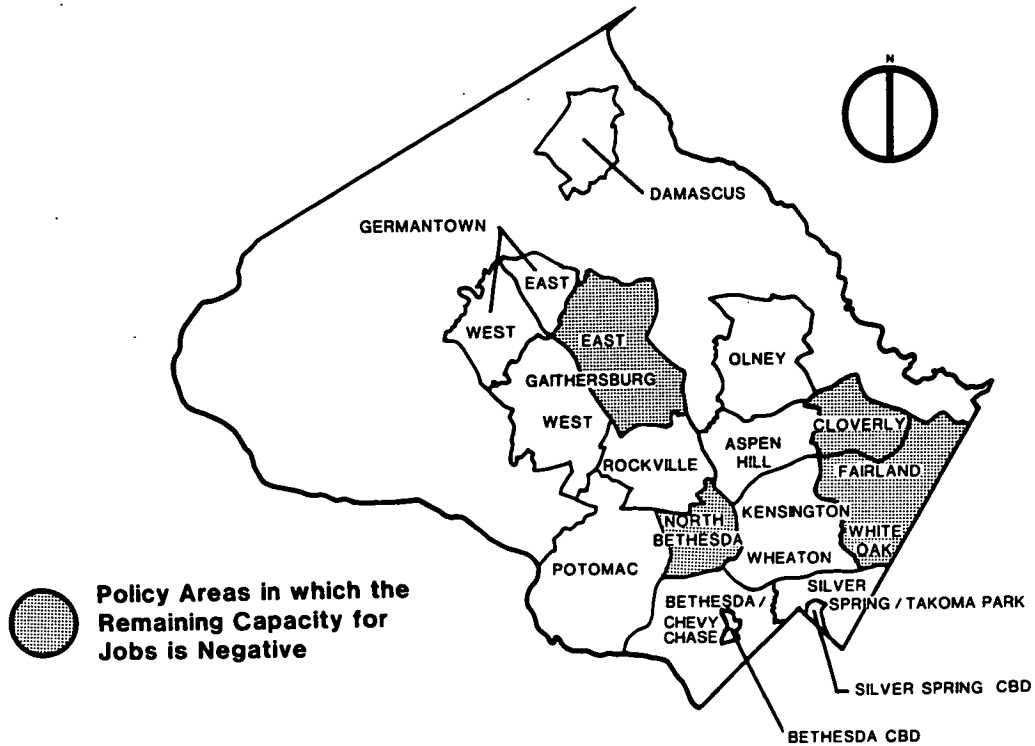 N
DAMASCUS
GERMANTOWN
EAST
WEST
EAST
GAITHERSBURG
WEST
OLNEY
CLOVERLY
ASPEN
HILL
FAIRLAND
ROCKVILLE
KENSINGTON
NORTH
BETHESDA
WHITE
OAK
WHEATON
POTOMAC
SILVER
SPRING / TAKOMA PARK
BETHESDA /
CHEVY
CHASE
Policy Areas in which the
Remaining Capacity for
Jobs is Negative
SILVER SPRING CBD
BETHESDA CBD